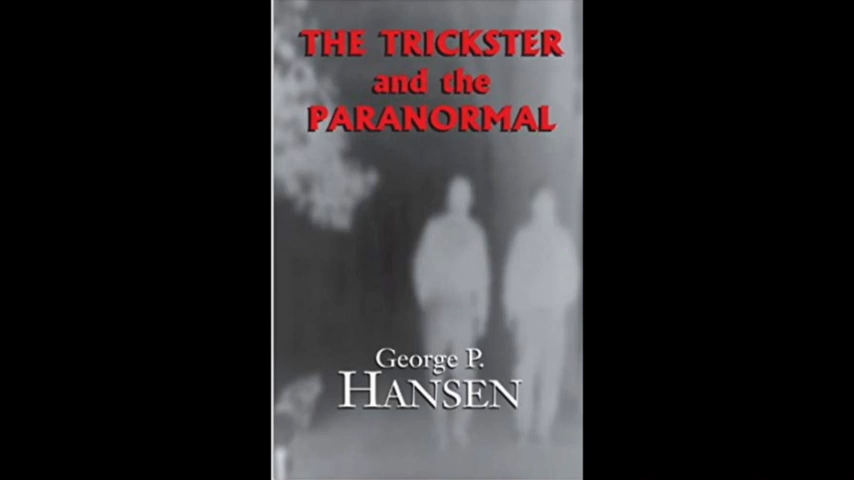 THE TRICKSTER
and the
PARANORMAL
George P.
HANSEN